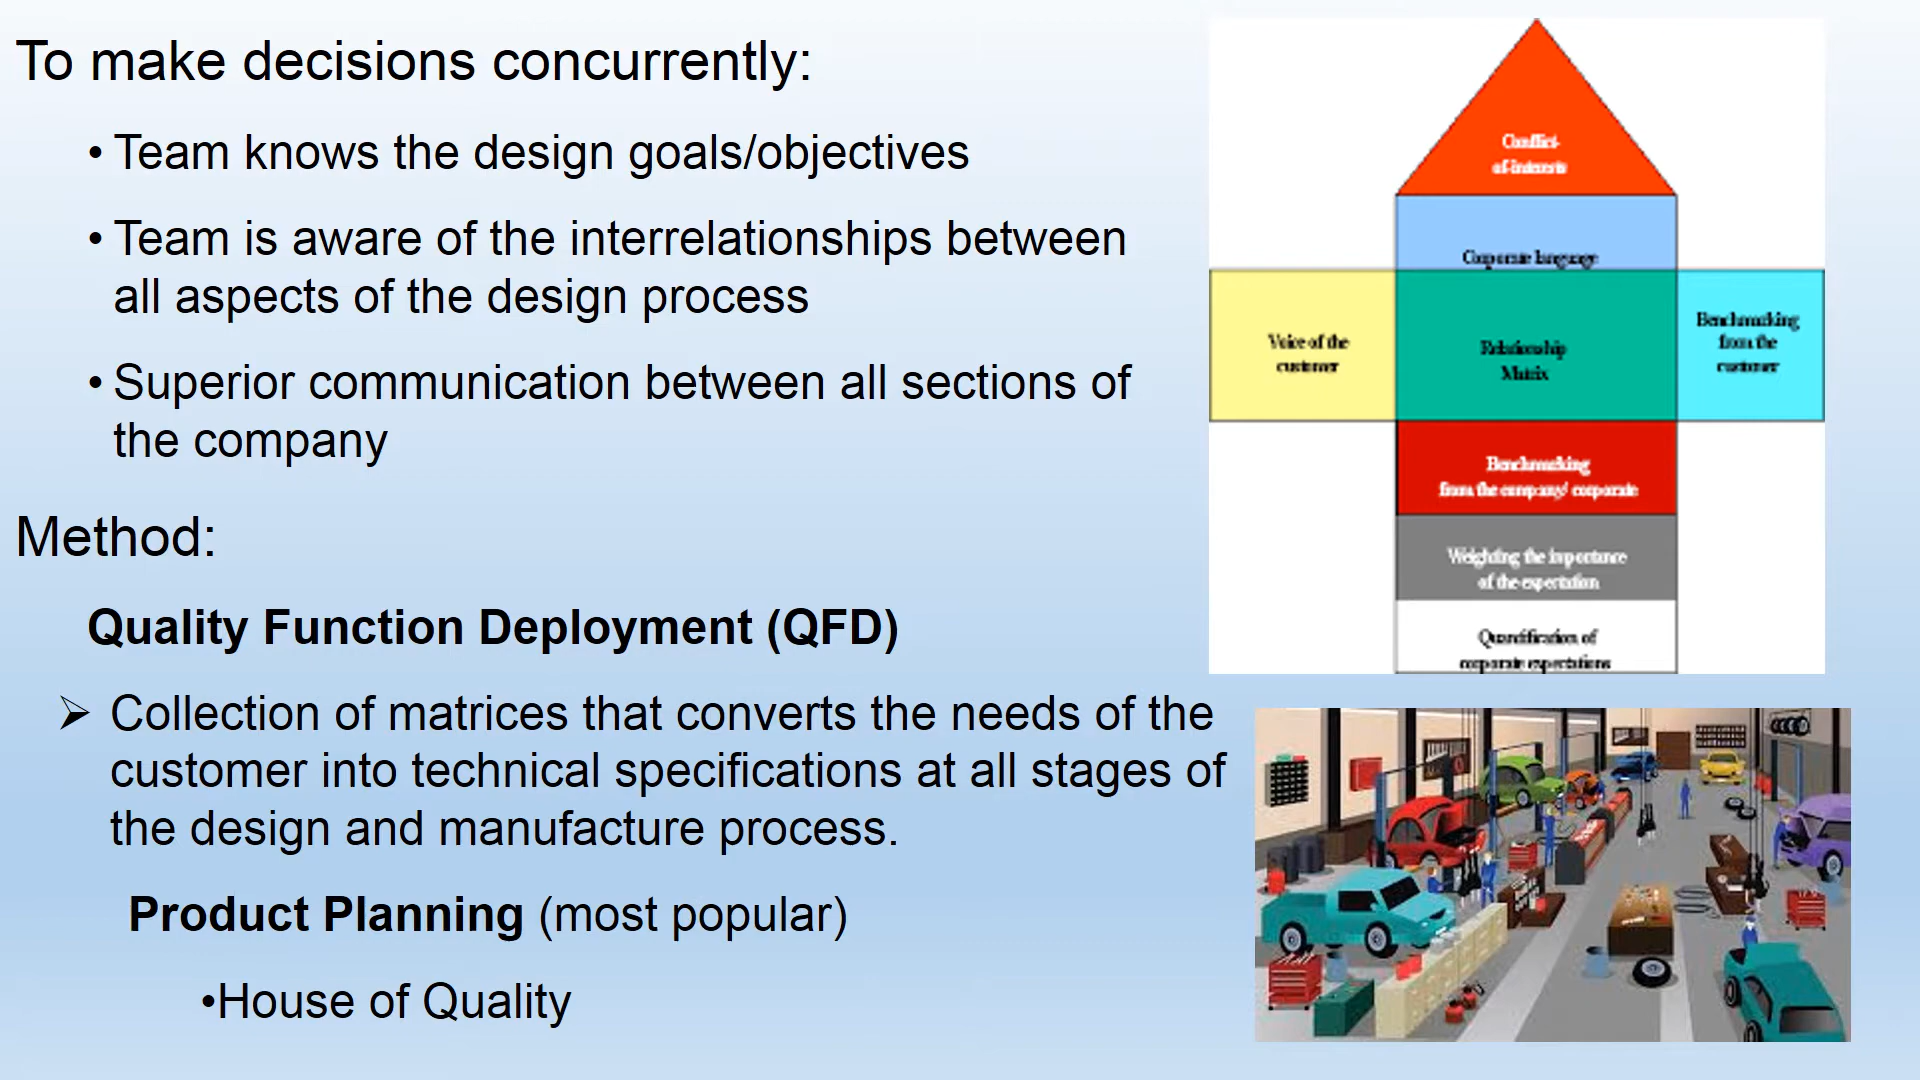 To make decisions concurrently:
• Team knows the design goals/objectives
• Team is aware of the interrelationships between
all aspects of the design process
• Superior communication between all sections of
the company
Method:
Quality Function Deployment (QFD)
➢ Collection of matrices that converts the needs of the
customer into technical specifications at all stages of
the design and manufacture process.
Product Planning (most popular)
•House of Quality
Conflict-
of-interests
Corporate language
Voice of the
customer
Relationship
Matrix
Benchmarking
from the
customer
Benchmarking
from the company/ corporate
Weighting the importance
of the expectation
Quantification of
corporate expectations